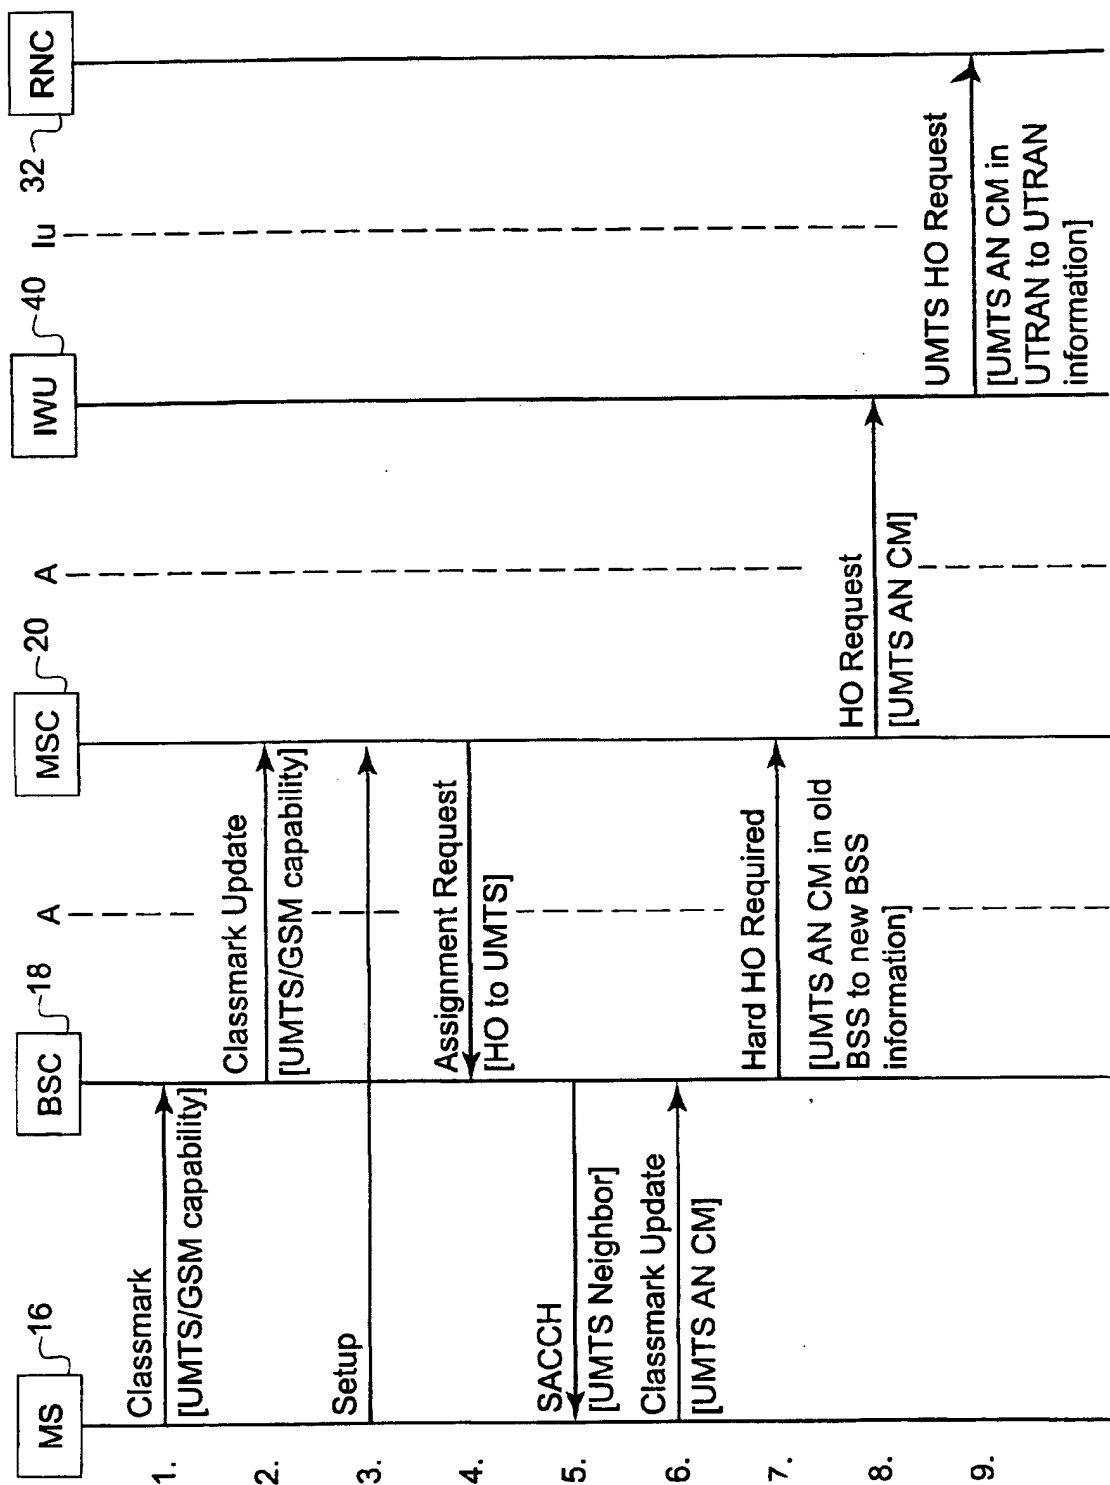 MS
16
BSC
18
A
MSC
20
A
IWU
40
Iu
32
RNC
1.
Classmark
[UMTS/GSM capability]
2.
Classmark Update
[UMTS/GSM capability]
3.
Setup
4.
Assignment Request
[HO to UMTS]
5.
SACCH
[UMTS Neighbor]
6.
Classmark Update
[UMTS AN CM]
7.
Hard HO Required
[UMTS AN CM in old
BSS to new BSS
information]
8.
HO Request
[UMTS AN CM]
9.
UMTS HO Request
[UMTS AN CM in
UTRAN to UTRAN
information]